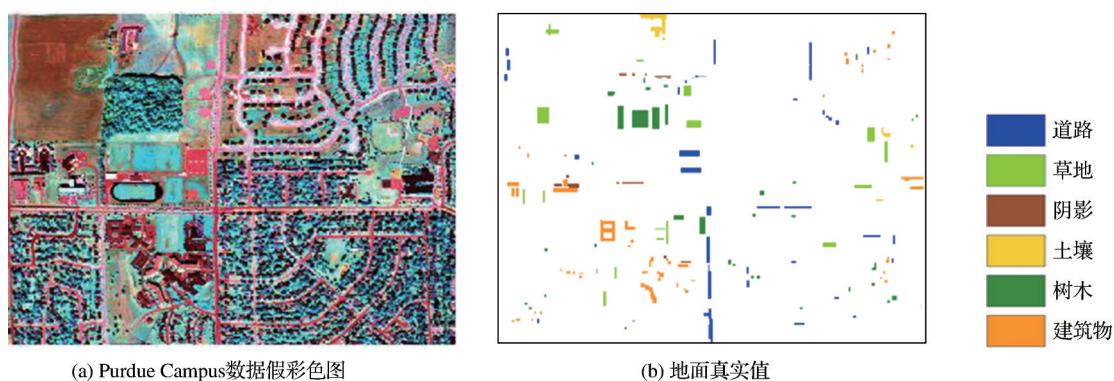 道路
草地
阴影
土壤
树木
建筑物
(a) Purdue Campus数据假彩色图
(b) 地面真实值